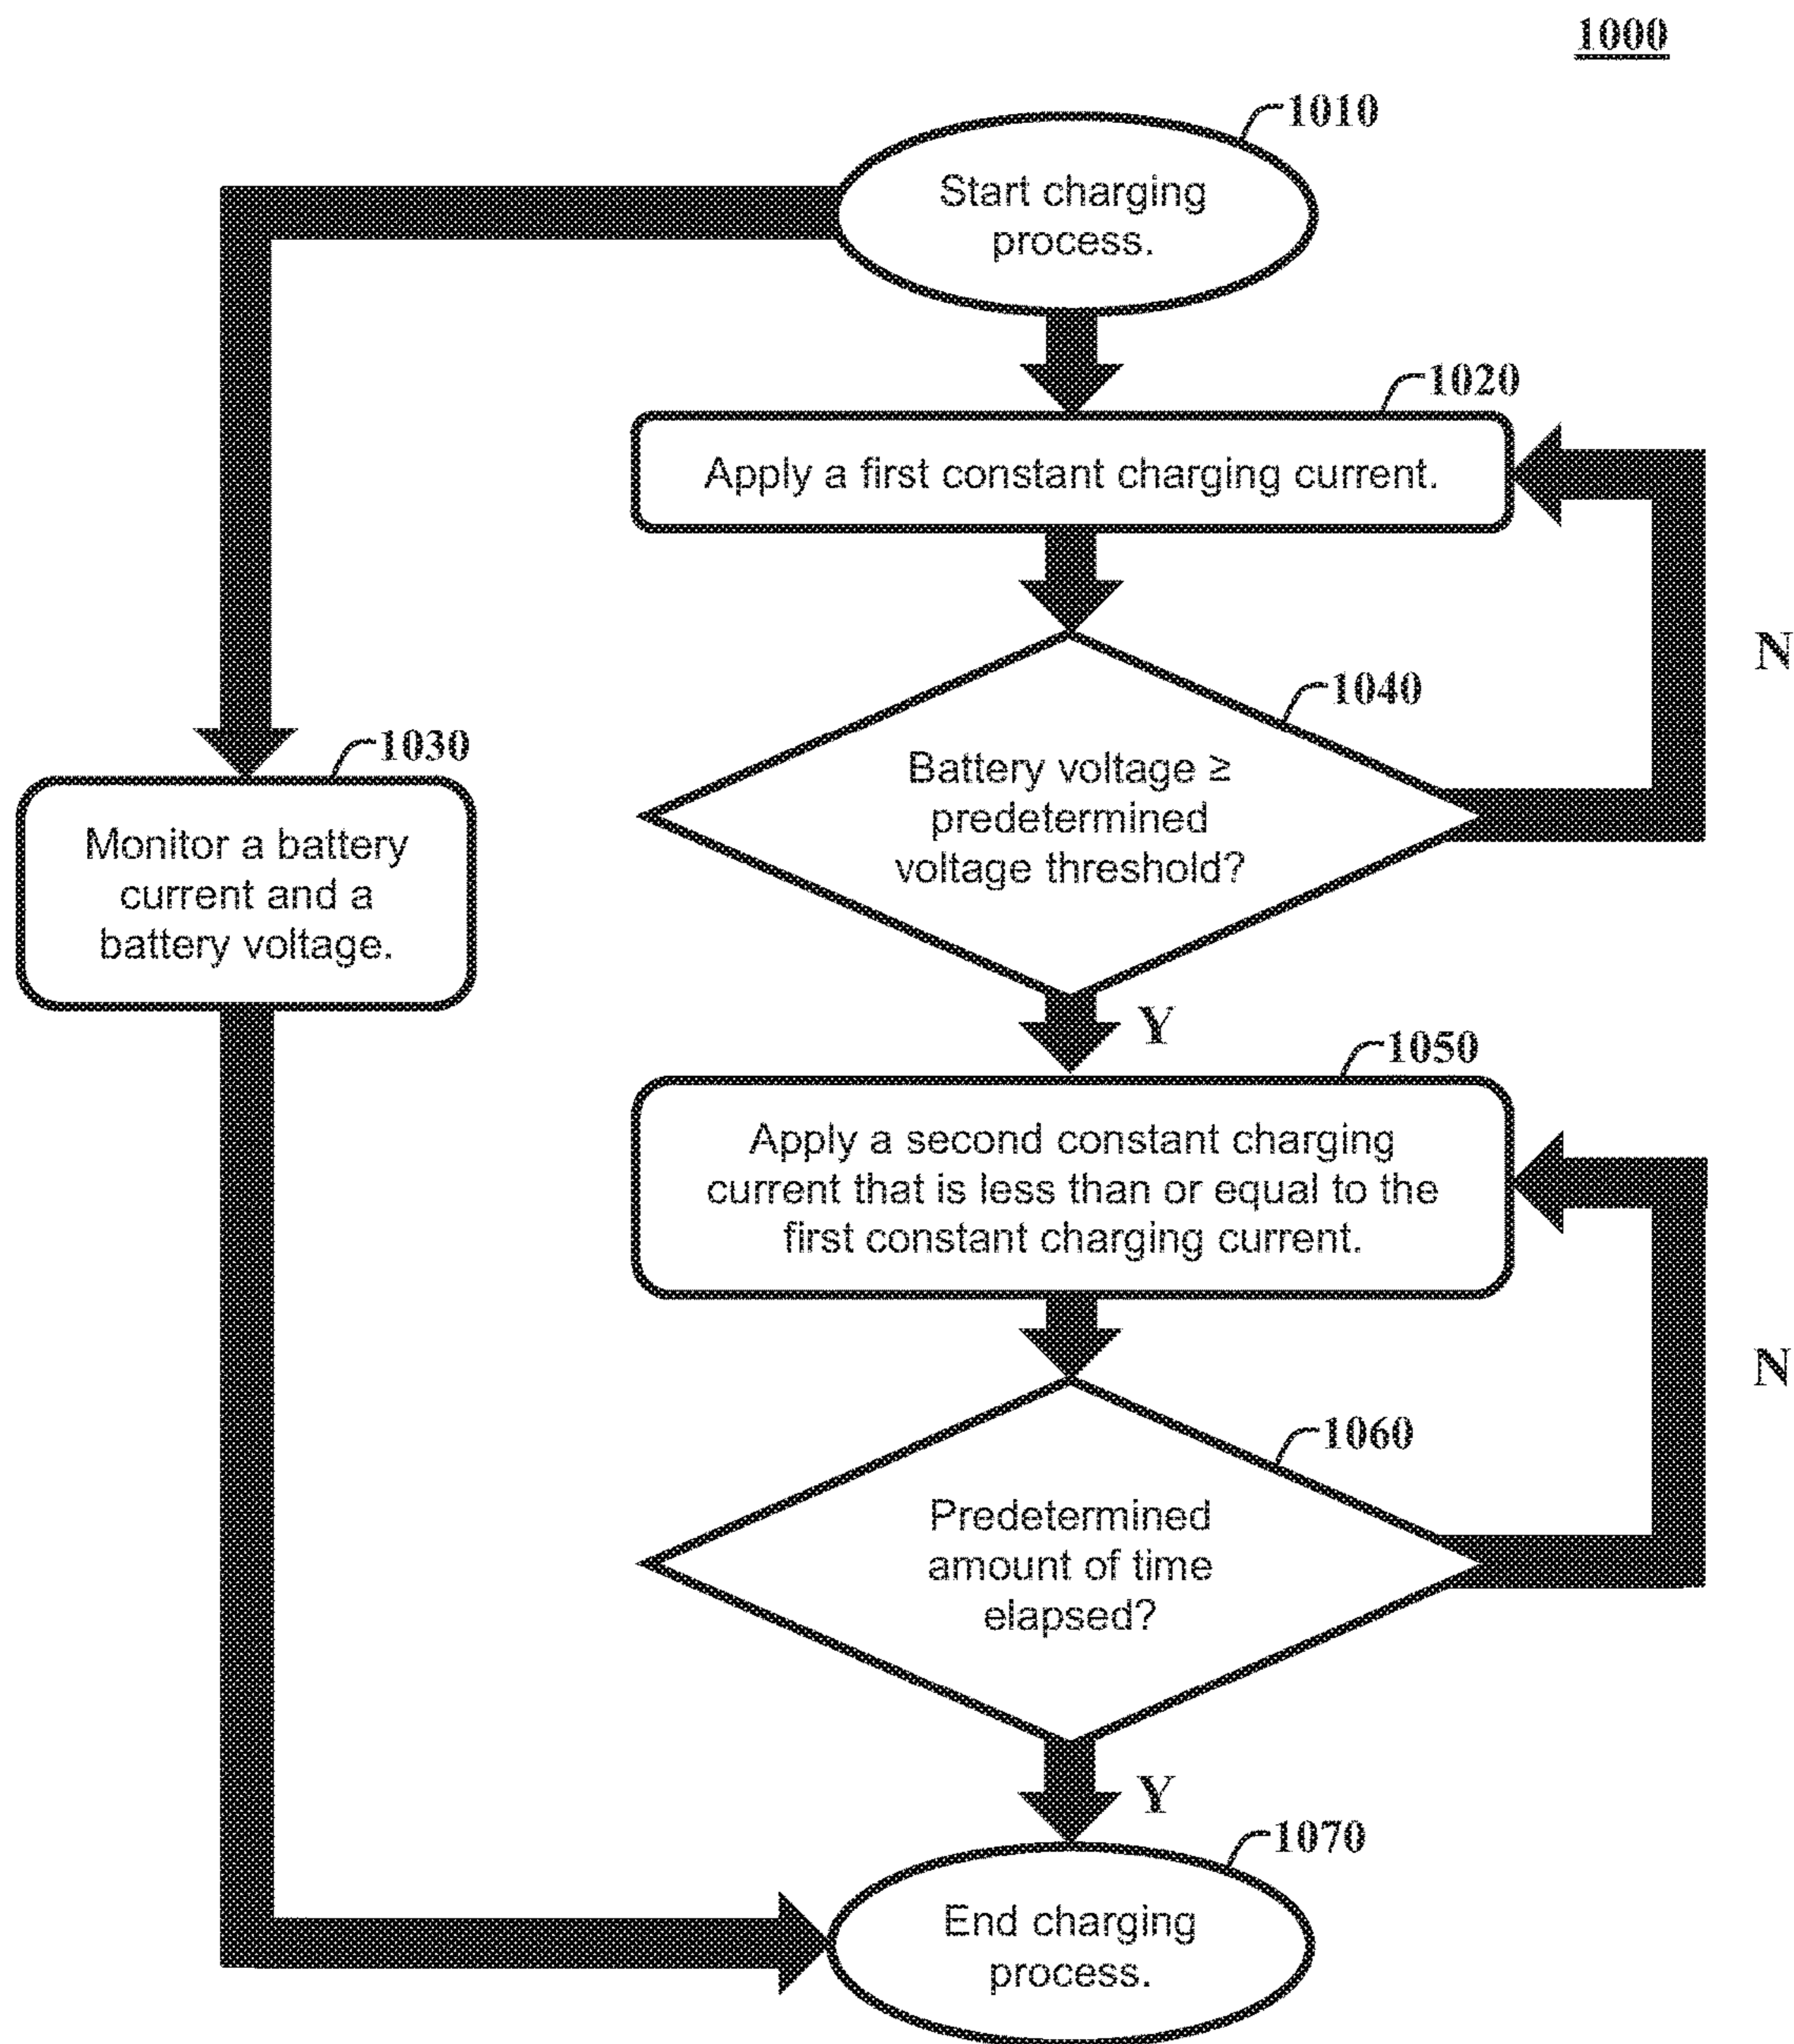 1000
1010
Start charging
process.
1020
Apply a first constant charging current.
N
1040
1030
Battery voltage ≥
predetermined
voltage threshold?
Monitor a battery
current and a
battery voltage.
Y
1050
Apply a second constant charging
current that is less than or equal to the
first constant charging current.
N
1060
Predetermined
amount of time
elapsed?
Y
1070
End charging
process.